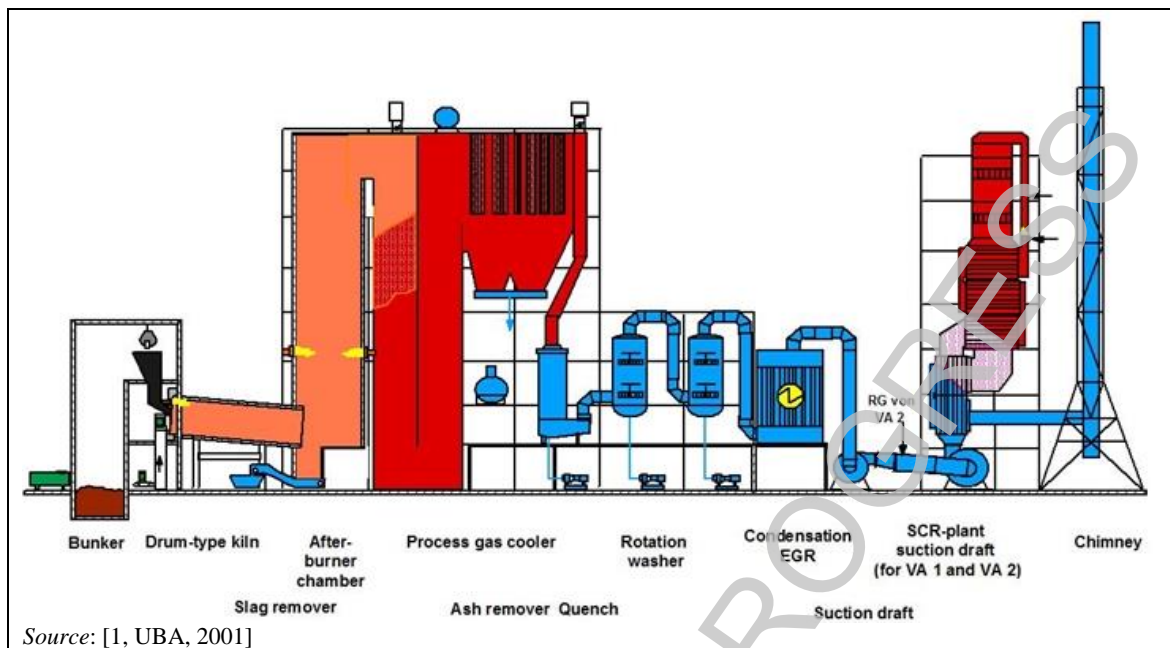 RG von
VA 2
Bunker
Drum-type kiln
After-
burner
chamber
Process gas cooler
Rotation
washer
Condensation
EGR
SCR-plant
suction draft
(for VA 1 and VA 2)
Chimney
Slag remover
Ash remover Quench
Suction draft
Source: [1, UBA, 2001]
ROGRESS